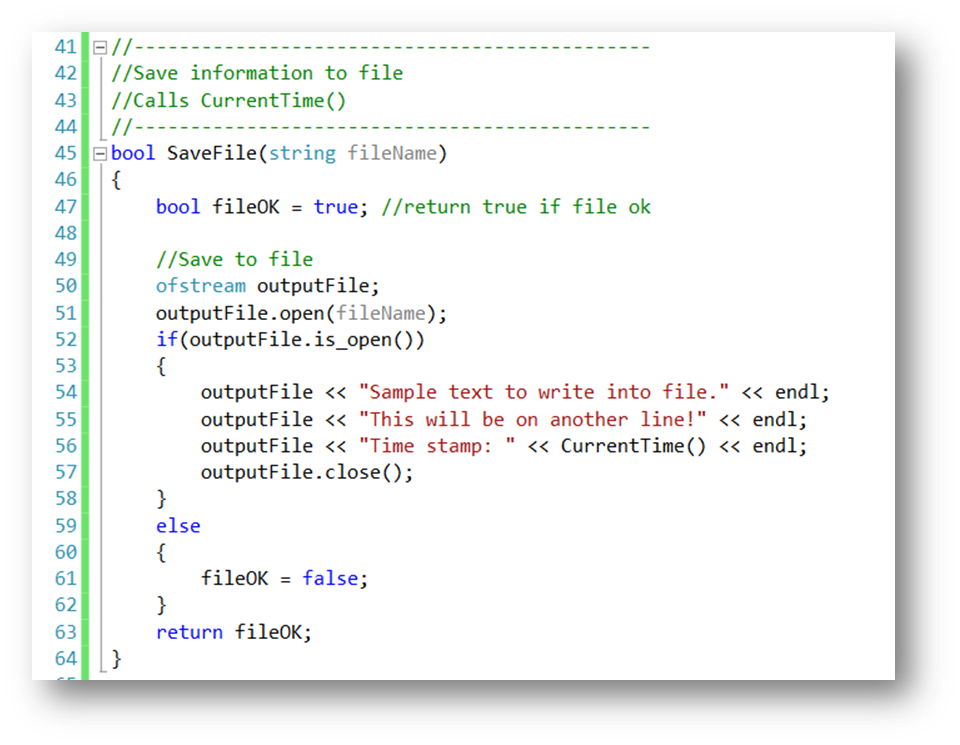 41 //----------------------------------------------
42 //Save information to file
43 //Calls CurrentTime()
44 //----------------------------------------------
45 bool SaveFile(string fileName)
46 {
47     bool fileOK = true; //return true if file ok
48
49     //Save to file
50     ofstream outputFile;
51     outputFile.open(fileName);
52     if(outputFile.is_open())
53     {
54         outputFile << "Sample text to write into file." << endl;
55         outputFile << "This will be on another line!" << endl;
56         outputFile << "Time stamp: " << CurrentTime() << endl;
57         outputFile.close();
58     }
59     else
60     {
61         fileOK = false;
62     }
63     return fileOK;
64 }